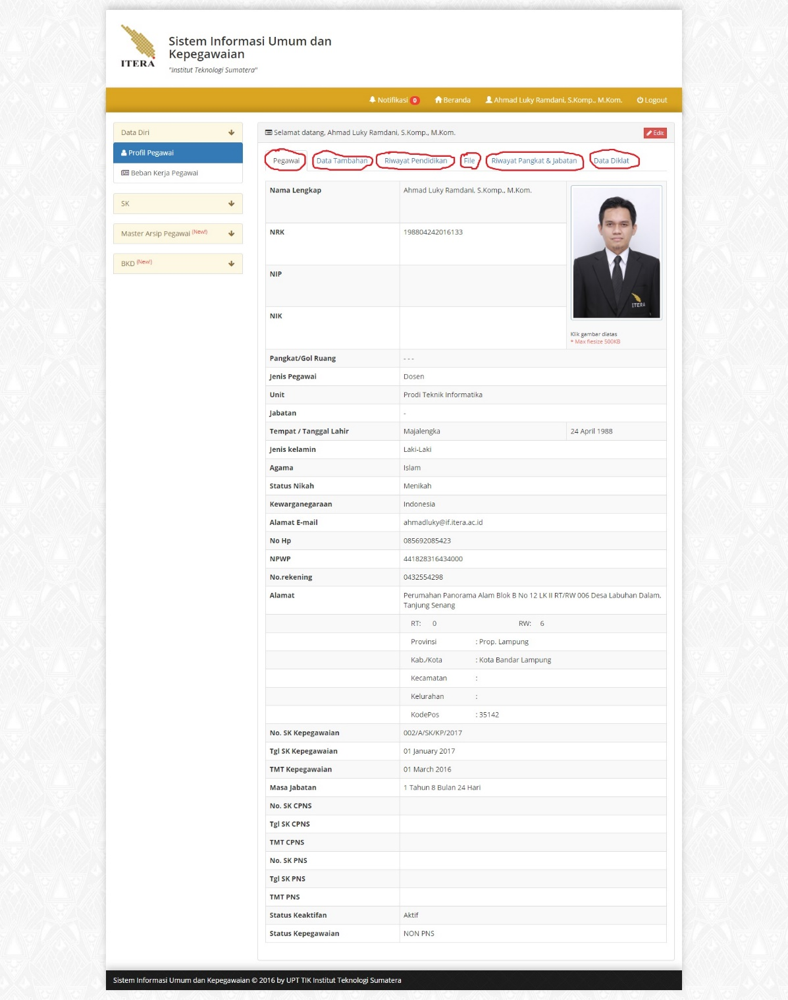 ITERA
Sistem Informasi Umum dan
Kepegawaian
"Institut Teknologi Sumatera"
Notifikasi 0 Beranda Ahmad Luky Ramdani, S.Komp., M.Kom. Logout
Data Diri
Profil Pegawai
Beban Kerja Pegawai
SK
Master Arsip Pegawai (New!)
BKD (New!)
Selamat datang, Ahmad Luky Ramdani, S.Komp., M.Kom. Edit
Pegawai Data Tambahan Riwayat Pendidikan File Riwayat Pangkat & Jabatan Data Diklat
Nama Lengkap Ahmad Luky Ramdani, S.Komp., M.Kom.
NRK 198804242016133
NIP
NIK
ITERA
Klik gambar diatas
* Max fiesize 500KB
Pangkat/Gol Ruang - - -
Jenis Pegawai Dosen
Unit Prodi Teknik Informatika
Jabatan -
Tempat / Tanggal Lahir Majalengka 24 April 1988
Jenis kelamin Laki-Laki
Agama Islam
Status Nikah Menikah
Kewarganegaraan Indonesia
Alamat E-mail ahmadluky@if.itera.ac.id
No Hp 085692085423
NPWP 441828316434000
No.rekening 0432554298
Alamat Perumahan Panorama Alam Blok B No 12 LK II RT/RW 006 Desa Labuhan Dalam,
Tanjung Senang
RT: 0 RW: 6
Provinsi : Prop. Lampung
Kab./Kota : Kota Bandar Lampung
Kecamatan :
Kelurahan :
KodePos : 35142
No. SK Kepegawaian 002/A/SK/KP/2017
Tgl SK Kepegawaian 01 January 2017
TMT Kepegawaian 01 March 2016
Masa Jabatan 1 Tahun 8 Bulan 24 Hari
No. SK CPNS
Tgl SK CPNS
TMT CPNS
No. SK PNS
Tgl SK PNS
TMT PNS
Status Keaktifan Aktif
Status Kepegawaian NON PNS
Sistem Informasi Umum dan Kepegawaian © 2016 by UPT TIK Institut Teknologi Sumatera